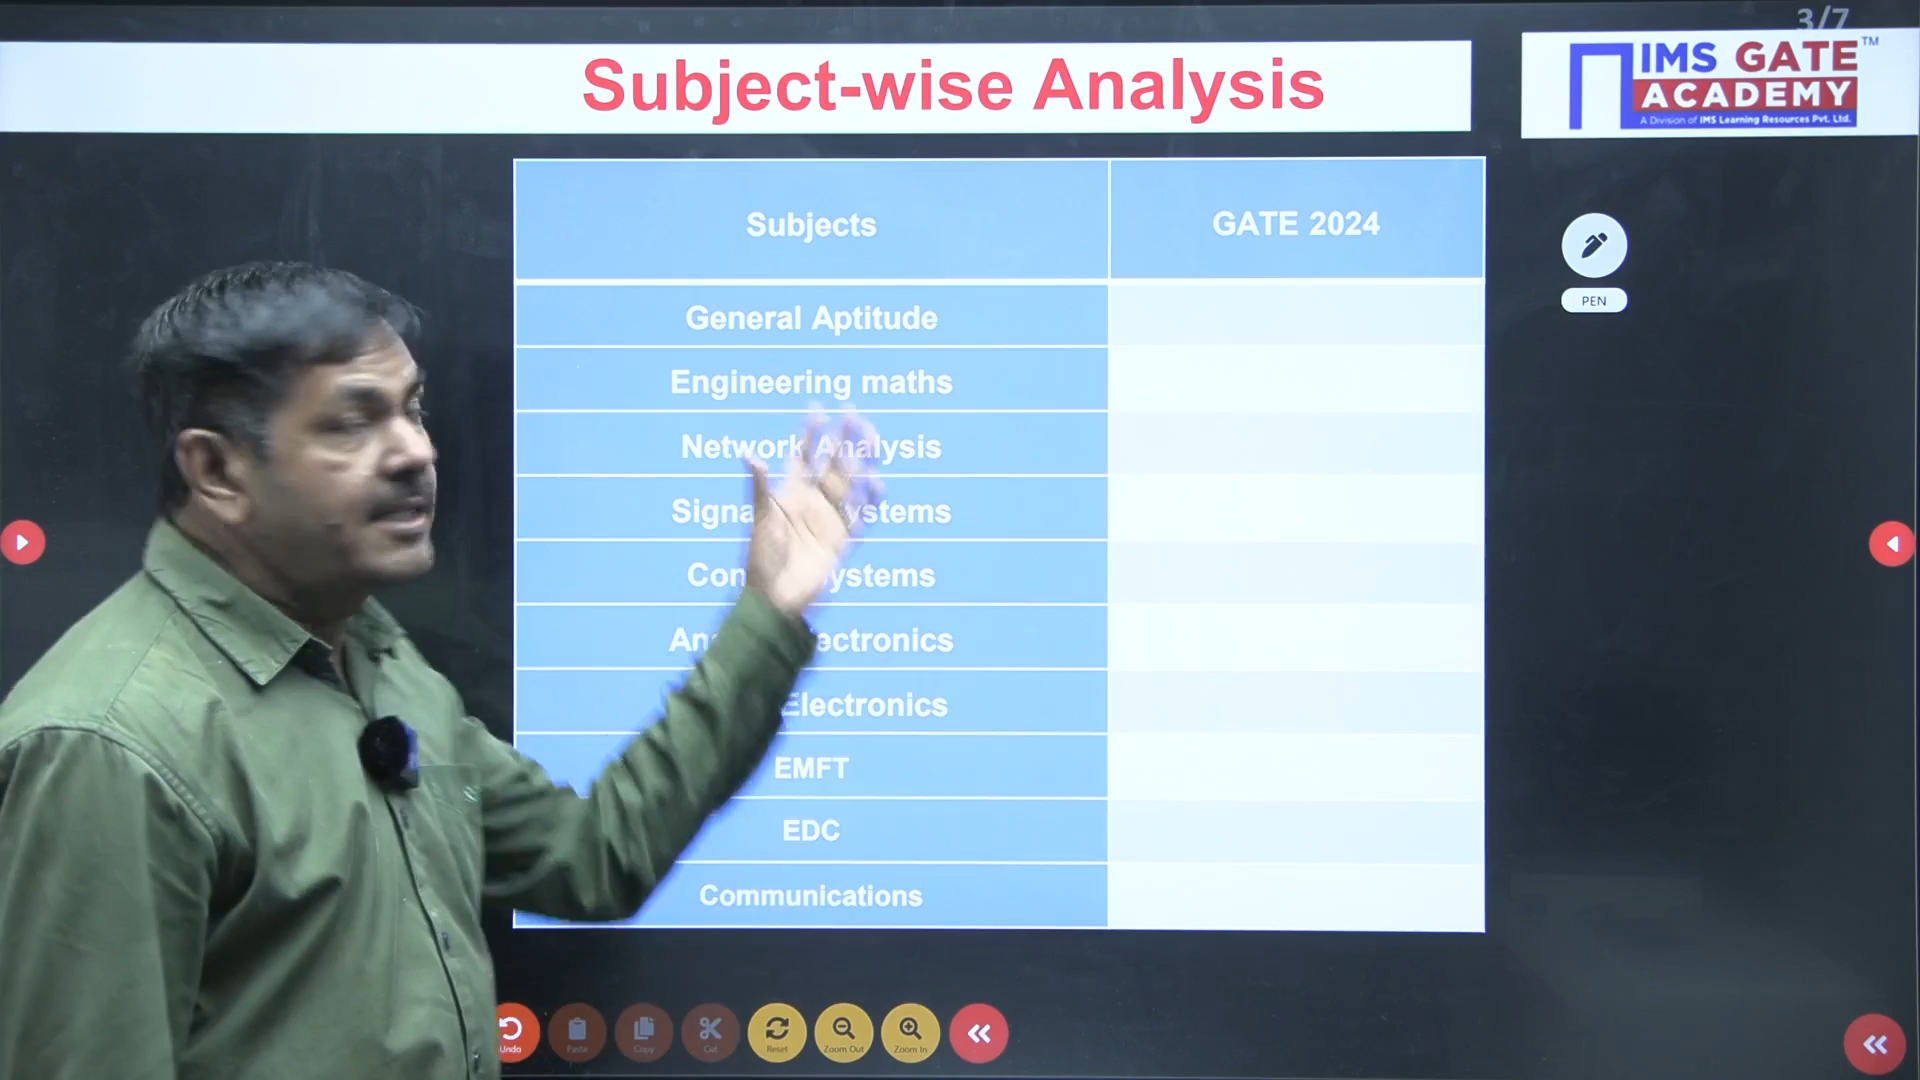 3/7
Subject-wise Analysis
IMS GATE
ACADEMY
TM
A Division of IMS Learning Resources Pvt. Ltd.
Subjects
GATE 2024
General Aptitude
Engineering maths
Network Analysis
Signa ystems
Con ystems
An ectronics
Electronics
EMFT
EDC
Communications
PEN
Undo
Paste
Copy
Cut
Reset
Zoom Out
Zoom In